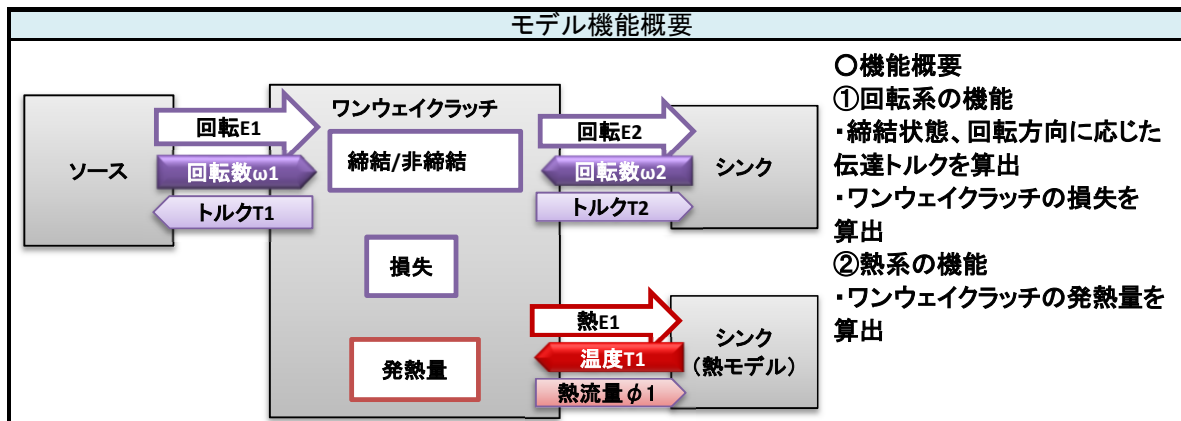 モデル機能概要
ソース
回転E1
回転数ω1
トルクT1
ワンウェイクラッチ
締結/非締結
損失
発熱量
回転E2
回転数ω2
トルクT2
シンク
熱E1
温度T1
熱流量φ1
シンク
(熱モデル)
〇機能概要
①回転系の機能
・締結状態、回転方向に応じた
伝達トルクを算出
・ワンウェイクラッチの損失を
算出
②熱系の機能
・ワンウェイクラッチの発熱量を
算出